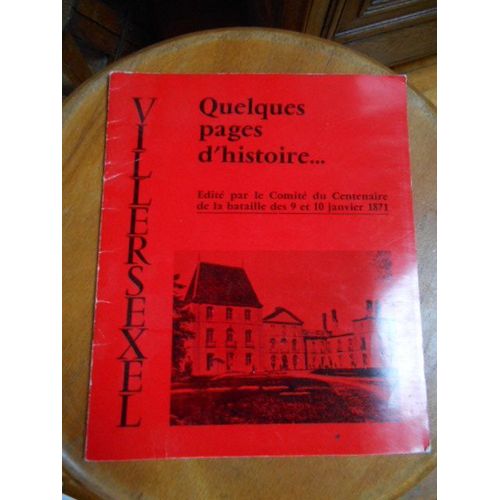 VILLERSEXEL
Quelques
pages
d'histoire...
Edité par le Comité du Centenaire
de la bataille des 9 et 10 janvier 1871